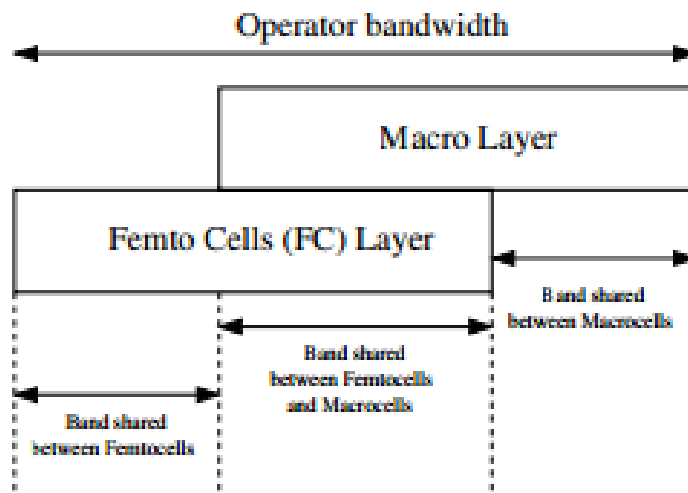 Operator bandwidth
Macro Layer
Femto Cells (FC) Layer
Band shared
between Macrocells
Band shared
between Femtocells
and Macrocells
Band shared
between Femtocells